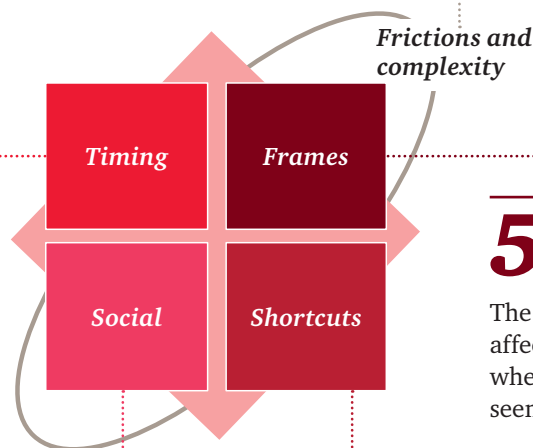 Frictions and
complexity
Timing
Frames
Social
Shortcuts
5
The
affec
whe
seen